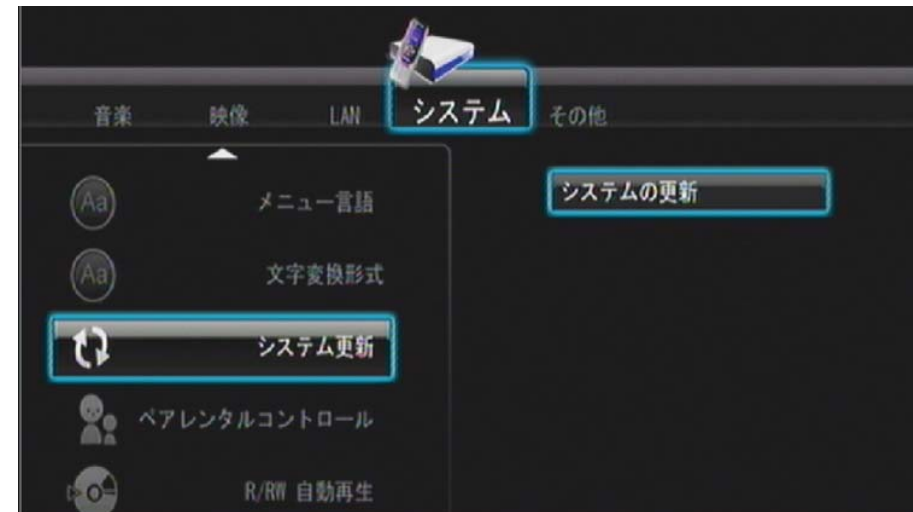 音楽 映像 LAN システム その他
Aa メニュー言語 システムの更新
Aa 文字変換形式
システム更新
ペアレンタルコントロール
R/RW 自動再生